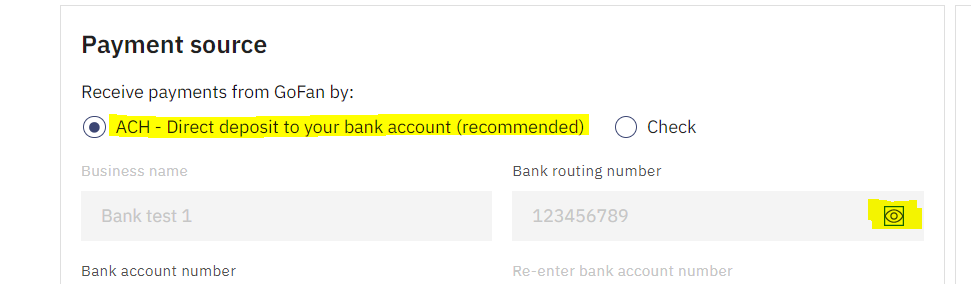 Payment source
Receive payments from GoFan by:
ACH - Direct deposit to your bank account (recommended) Check
Business name Bank routing number
Bank test 1 123456789
Bank account number Re-enter bank account number